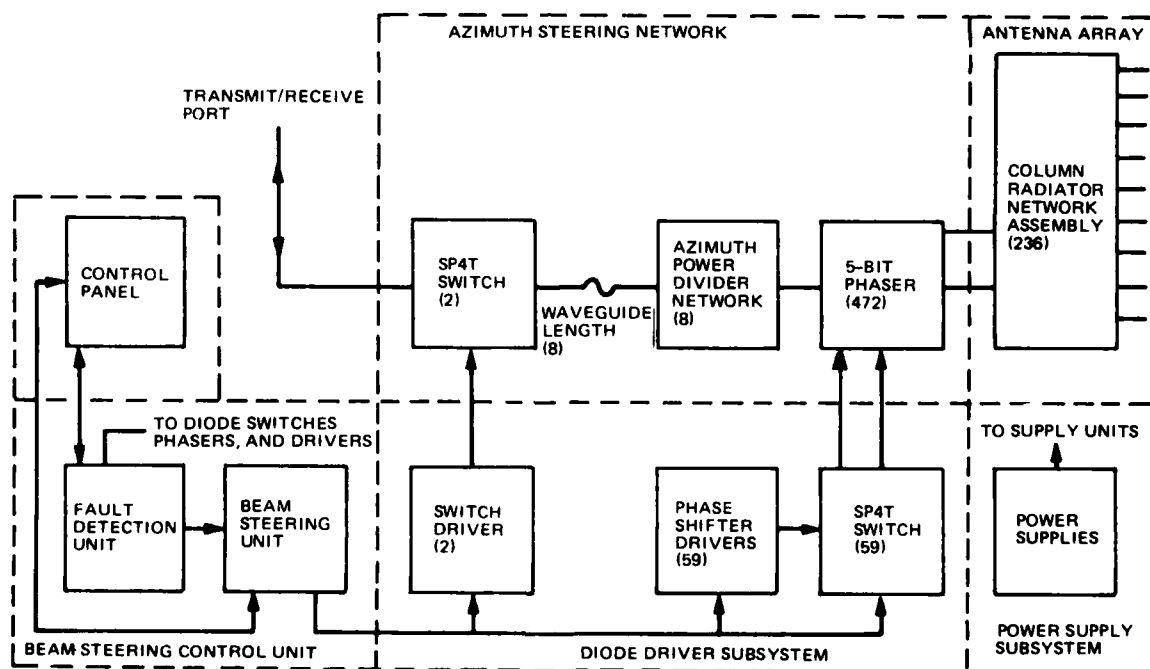 AZIMUTH STEERING NETWORK
ANTENNA ARRAY
TRANSMIT/RECEIVE
PORT
CONTROL
PANEL
SP4T
SWITCH
(2)
WAVEGUIDE
LENGTH
(8)
AZIMUTH
POWER
DIVIDER
NETWORK
(8)
5-BIT
PHASER
(472)
COLUMN
RADIATOR
NETWORK
ASSEMBLY
(236)
TO DIODE SWITCHES
PHASERS, AND DRIVERS
FAULT
DETECTION
UNIT
BEAM
STEERING
UNIT
SWITCH
DRIVER
(2)
PHASE
SHIFTER
DRIVERS
(59)
SP4T
SWITCH
(59)
TO SUPPLY UNITS
POWER
SUPPLIES
BEAM STEERING CONTROL UNIT
DIODE DRIVER SUBSYSTEM
POWER SUPPLY
SUBSYSTEM